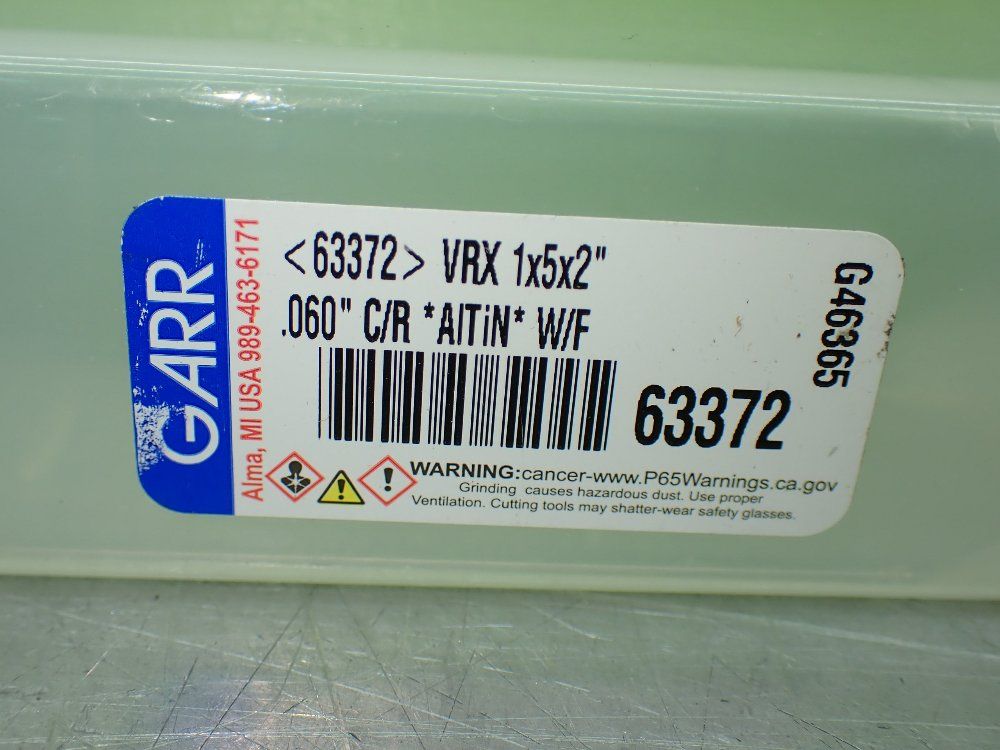 GARR
Alma, MI USA 989-463-6171
<63372> VRX 1x5x2"
.060" C/R *AlTiN* W/F
63372
G46365
WARNING:cancer-www.P65Warnings.ca.gov
Grinding causes hazardous dust. Use proper
Ventilation. Cutting tools may shatter-wear safety glasses.